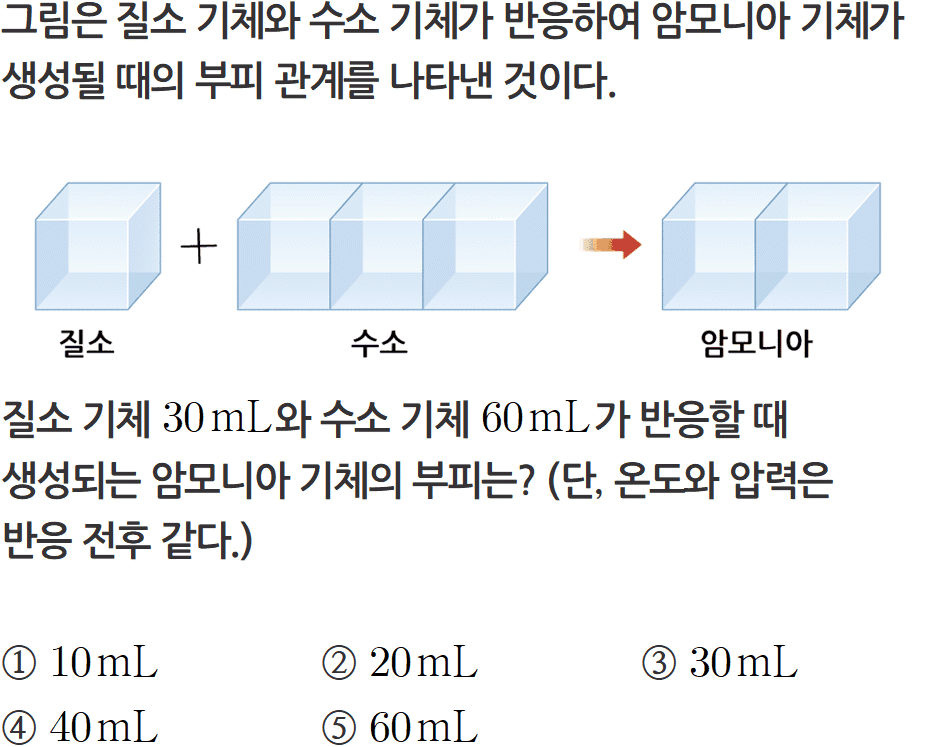 그림은 질소 기체와 수소 기체가 반응하여 암모니아 기체가
생성될 때의 부피 관계를 나타낸 것이다.
+
질소 수소 암모니아
질소 기체 30 mL와 수소 기체 60 mL가 반응할 때
생성되는 암모니아 기체의 부피는? (단, 온도와 압력은
반응 전후 같다.)
① 10 mL ② 20 mL ③ 30 mL
④ 40 mL ⑤ 60 mL